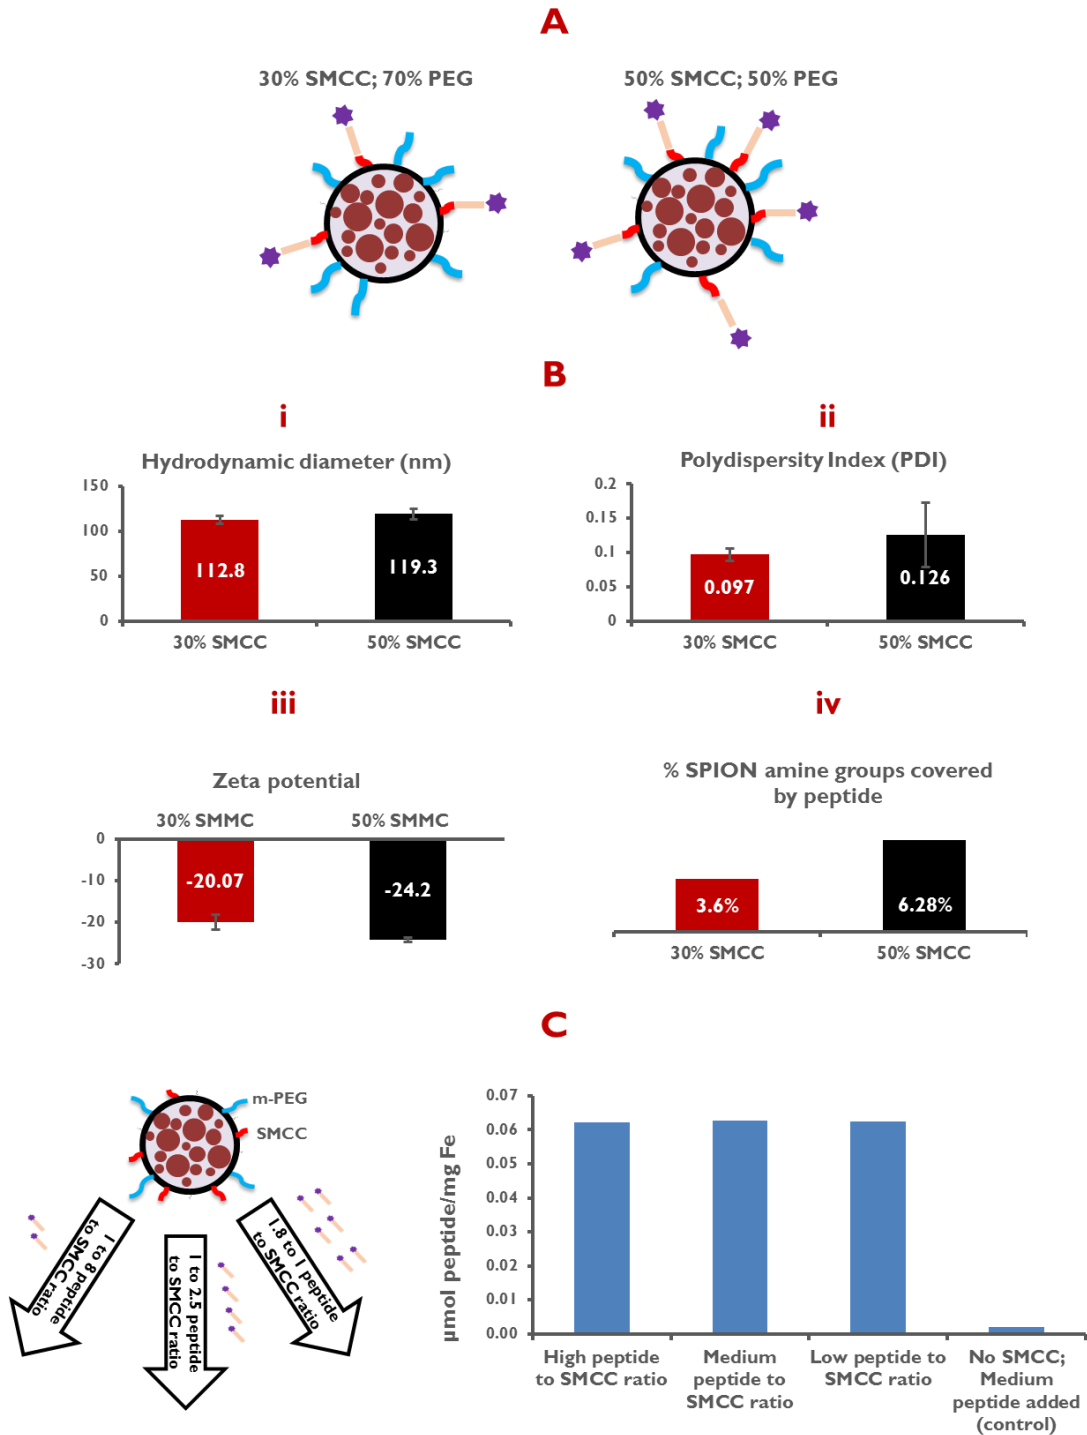 A
30% SMCC; 70% PEG
50% SMCC; 50% PEG
B
i
Hydrodynamic diameter (nm)
150
100
50
0
112.8
119.3
30% SMCC
50% SMCC
ii
Polydispersity Index (PDI)
0.2
0.15
0.1
0.05
0
0.097
0.126
30% SMCC
50% SMCC
iii
Zeta potential
30% SMMC
50% SMMC
0
-10
-20
-30
-20.07
-24.2
iv
% SPION amine groups covered
by peptide
3.6%
6.28%
30% SMCC
50% SMCC
C
m-PEG
SMCC
1 to 8 peptide
to SMCC ratio
1 to 2.5 peptide
to SMCC ratio
1.8 to 1 peptide
to SMCC ratio
µmol peptide/mg Fe
0.07
0.06
0.05
0.04
0.03
0.02
0.01
0.00
High peptide
to SMCC ratio
Medium
peptide to
SMCC ratio
Low peptide to
SMCC ratio
No SMCC;
Medium
peptide added
(control)